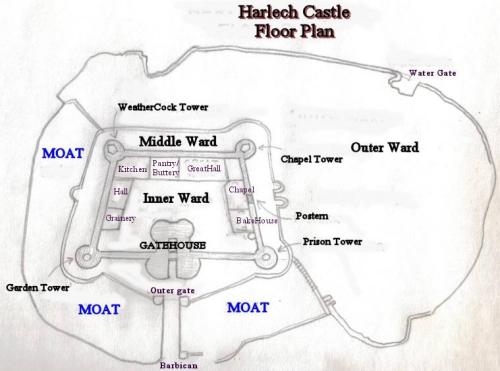 Harlech Castle
Floor Plan
Water Gate
WeatherCock Tower
MOAT
Middle Ward
Outer Ward
Chapel Tower
Kitchen
Pantry/
Buttery
GreatHall
Hall
Chapel
Inner Ward
Grainery
BakeHouse
Postern
GATEHOUSE
Prison Tower
Garden Tower
Outer gate
MOAT
MOAT
Barbican